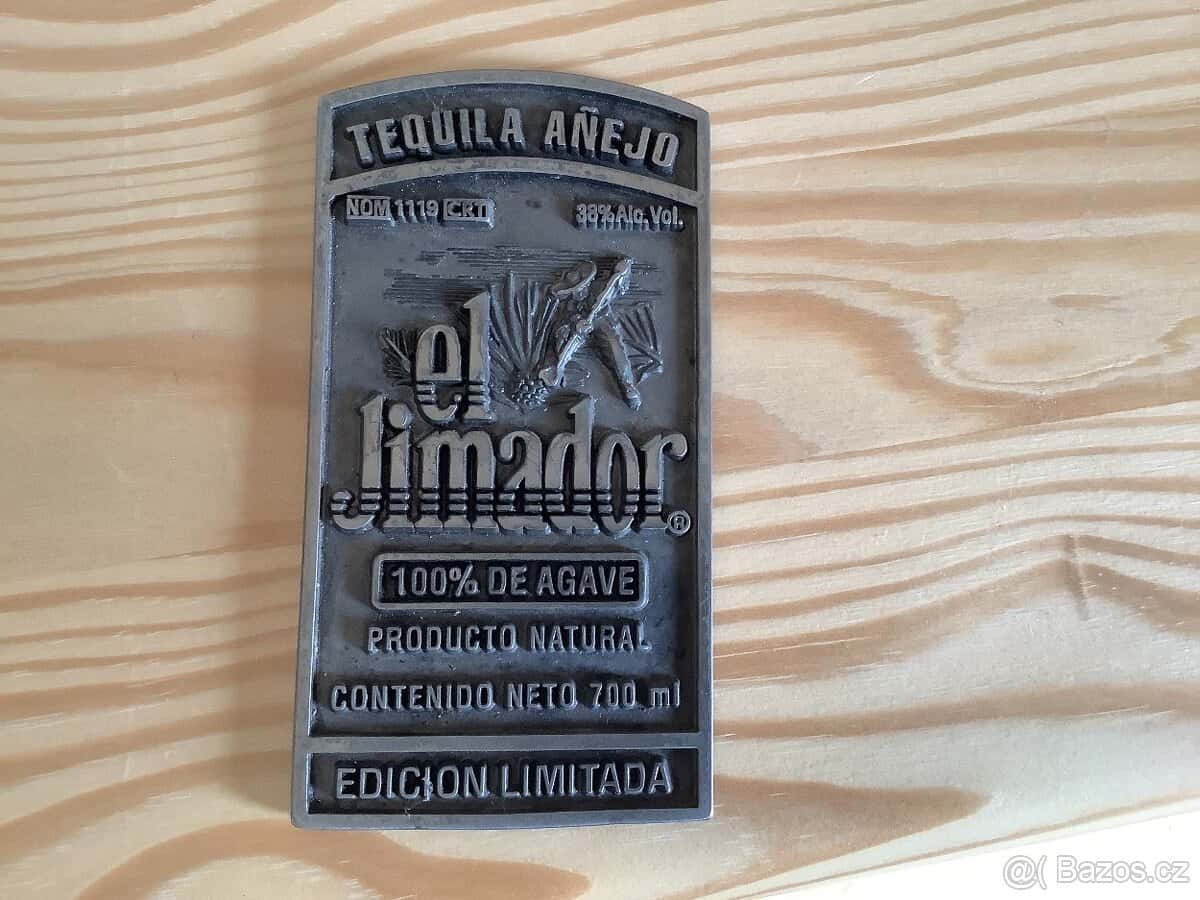 TEQUILA AÑEJO
NOM 1119 CRT 38% Alc. Vol.
el
Jimador®
100% DE AGAVE
PRODUCTO NATURAL
CONTENIDO NETO 700 ml
EDICION LIMITADA
@( Bazos.cz